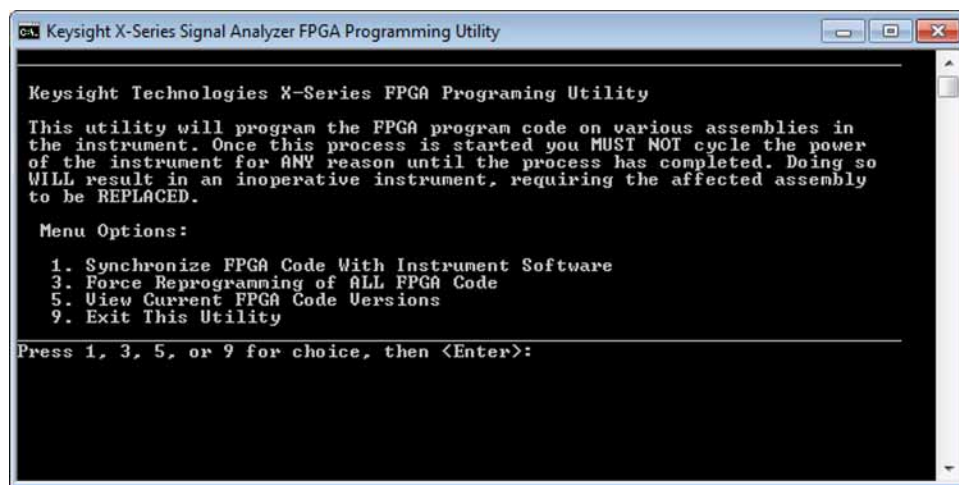 Keysight X-Series Signal Analyzer FPGA Programming Utility
Keysight Technologies X-Series FPGA Programing Utility
This utility will program the FPGA program code on various assemblies in
the instrument. Once this process is started you MUST NOT cycle the power
of the instrument for ANY reason until the process has completed. Doing so
WILL result in an inoperative instrument, requiring the affected assembly
to be REPLACED.
Menu Options:
1. Synchronize FPGA Code With Instrument Software
3. Force Reprogramming of ALL FPGA Code
5. View Current FPGA Code Versions
9. Exit This Utility
Press 1, 3, 5, or 9 for choice, then <Enter>: